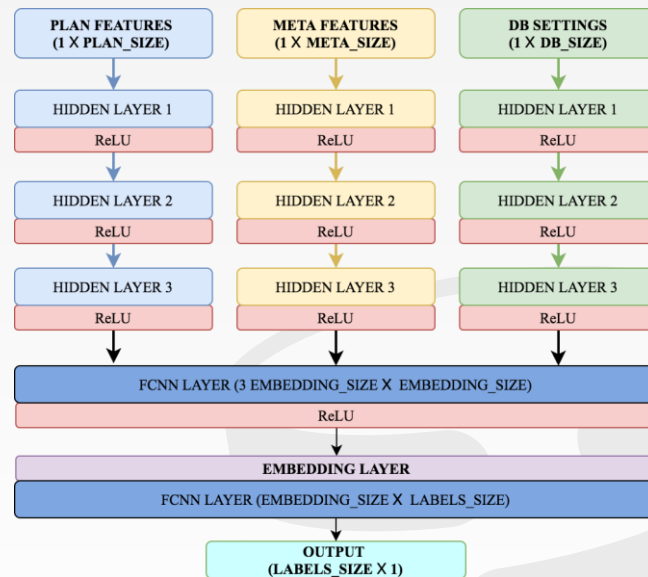 PLAN FEATURES
(1 X PLAN_SIZE)
META FEATURES
(1 X META_SIZE)
DB SETTINGS
(1 X DB_SIZE)
HIDDEN LAYER 1
HIDDEN LAYER 1
HIDDEN LAYER 1
ReLU
ReLU
ReLU
HIDDEN LAYER 2
HIDDEN LAYER 2
HIDDEN LAYER 2
ReLU
ReLU
ReLU
HIDDEN LAYER 3
HIDDEN LAYER 3
HIDDEN LAYER 3
ReLU
ReLU
ReLU
FCNN LAYER (3 EMBEDDING_SIZE X EMBEDDING_SIZE)
ReLU
EMBEDDING LAYER
FCNN LAYER (EMBEDDING_SIZE X LABELS_SIZE)
OUTPUT
(LABELS_SIZE X 1)